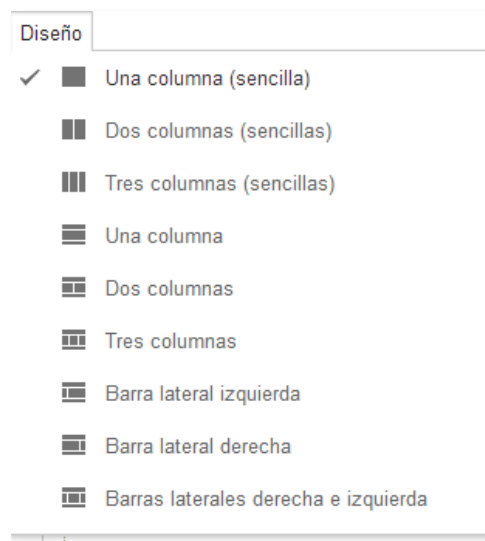 Diseño
Una columna (sencilla)
Dos columnas (sencillas)
Tres columnas (sencillas)
Una columna
Dos columnas
Tres columnas
Barra lateral izquierda
Barra lateral derecha
Barras laterales derecha e izquierda